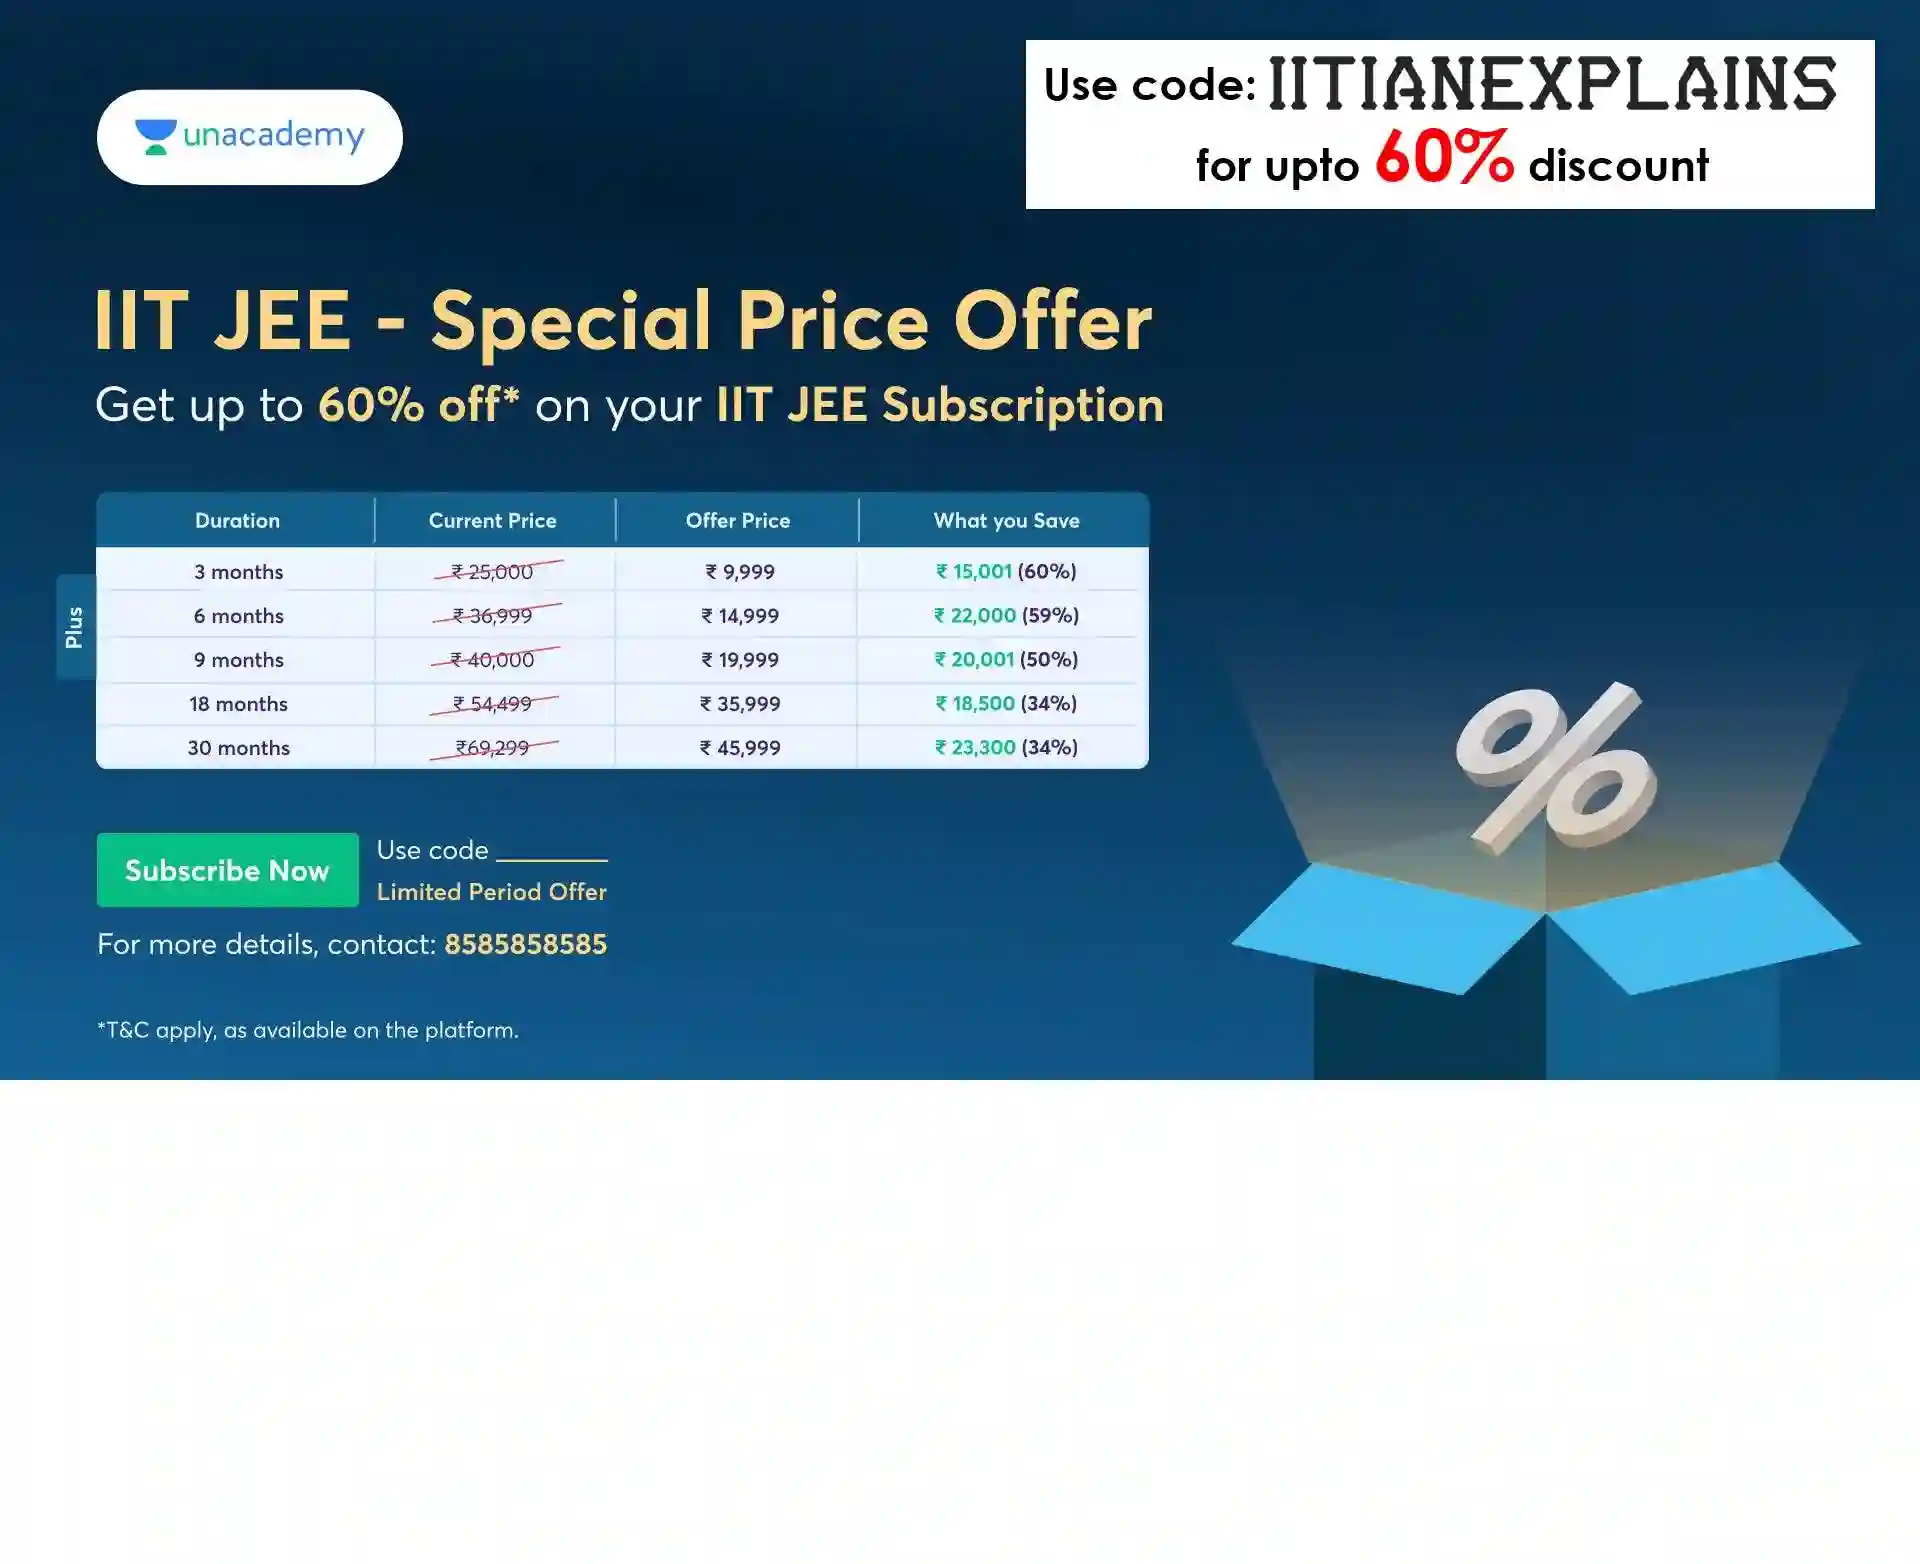 unacademy
Use code: IITIANEXPLAINS
for upto 60% discount
IIT JEE - Special Price Offer
Get up to 60% off* on your IIT JEE Subscription
Duration Current Price Offer Price What you Save
Plus
3 months ₹ 25,000 ₹ 9,999 ₹ 15,001 (60%)
6 months ₹ 36,999 ₹ 14,999 ₹ 22,000 (59%)
9 months ₹ 40,000 ₹ 19,999 ₹ 20,001 (50%)
18 months ₹ 54,499 ₹ 35,999 ₹ 18,500 (34%)
30 months ₹69,299 ₹ 45,999 ₹ 23,300 (34%)
Subscribe Now
Use code ________
Limited Period Offer
For more details, contact: 8585858585
*T&C apply, as available on the platform.
%